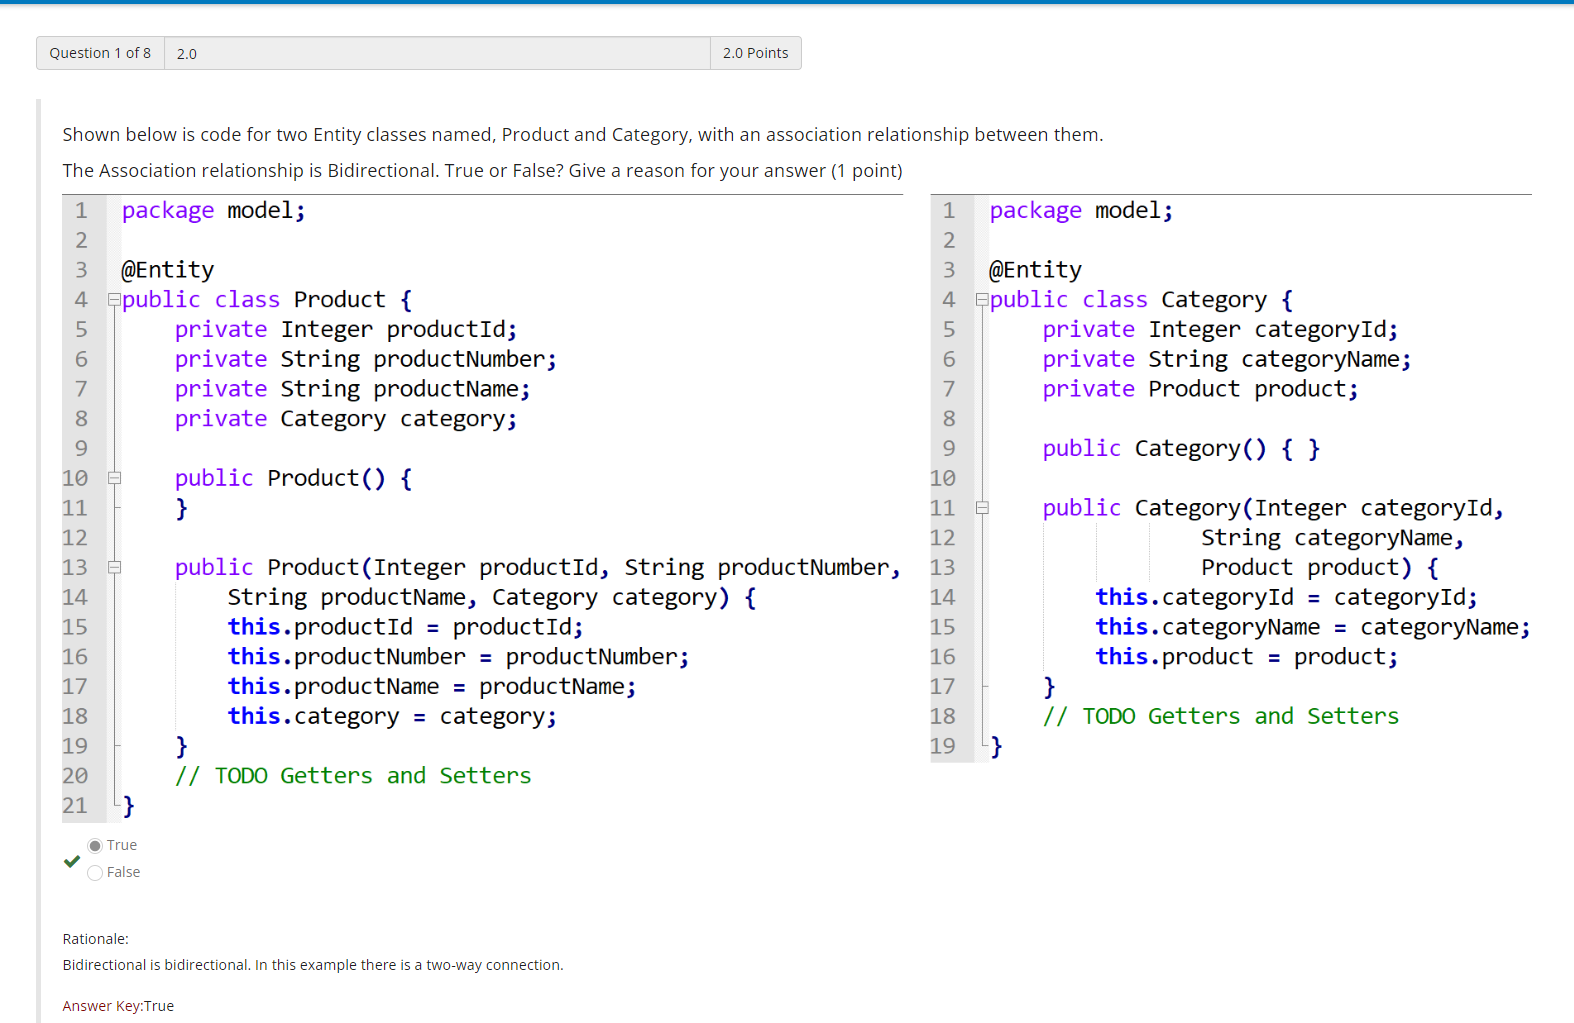 Question 1 of 8 2.0 2.0 Points
Shown below is code for two Entity classes named, Product and Category, with an association relationship between them.
The Association relationship is Bidirectional. True or False? Give a reason for your answer (1 point)
1 package model;
2
3 @Entity
4 public class Product {
5 private Integer productId;
6 private String productNumber;
7 private String productName;
8 private Category category;
9
10 public Product() {
11 }
12
13 public Product(Integer productId, String productNumber,
14 String productName, Category category) {
15 this.productId = productId;
16 this.productNumber = productNumber;
17 this.productName = productName;
18 this.category = category;
19 }
20 // TODO Getters and Setters
21 }
1 package model;
2
3 @Entity
4 public class Category {
5 private Integer categoryId;
6 private String categoryName;
7 private Product product;
8
9 public Category() { }
10
11 public Category(Integer categoryId,
12 String categoryName,
13 Product product) {
14 this.categoryId = categoryId;
15 this.categoryName = categoryName;
16 this.product = product;
17 }
18 // TODO Getters and Setters
19 }
True
False
Rationale:
Bidirectional is bidirectional. In this example there is a two-way connection.
Answer Key:True